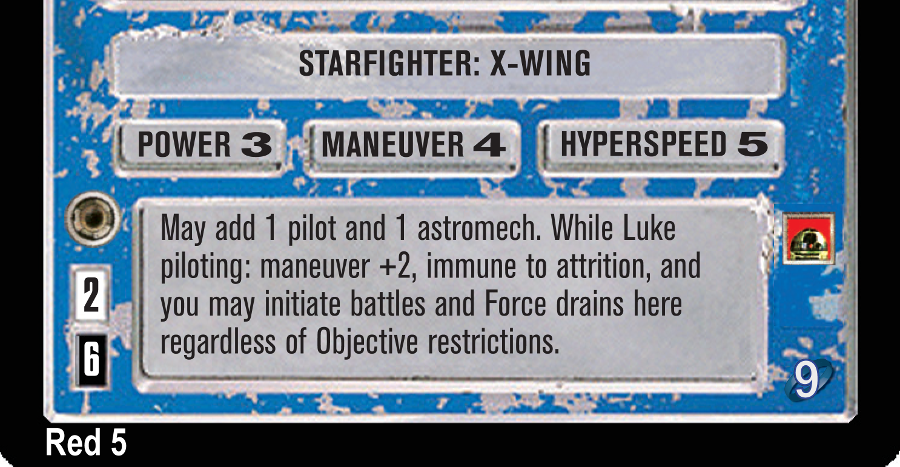 STARFIGHTER: X-WING
POWER 3 MANEUVER 4 HYPERSPEED 5
May add 1 pilot and 1 astromech. While Luke
piloting: maneuver +2, immune to attrition, and
you may initiate battles and Force drains here
regardless of Objective restrictions.
2
6
9
Red 5